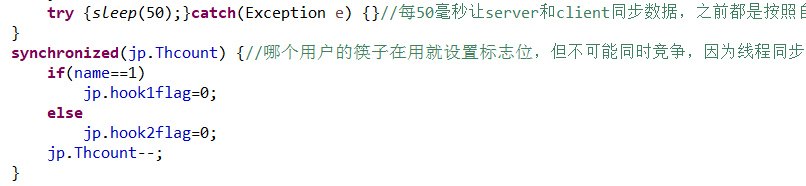 try {sleep(50);}catch(Exception e) {}//每50毫秒让server和client同步数据，之前都是按照
}
synchronized(jp.Thcount) {//哪个用户的筷子在用就设置标志位，但不可能同时竞争，因为线程同步
if(name==1)
jp.hook1flag=0;
else
jp.hook2flag=0;
jp.Thcount--;
}